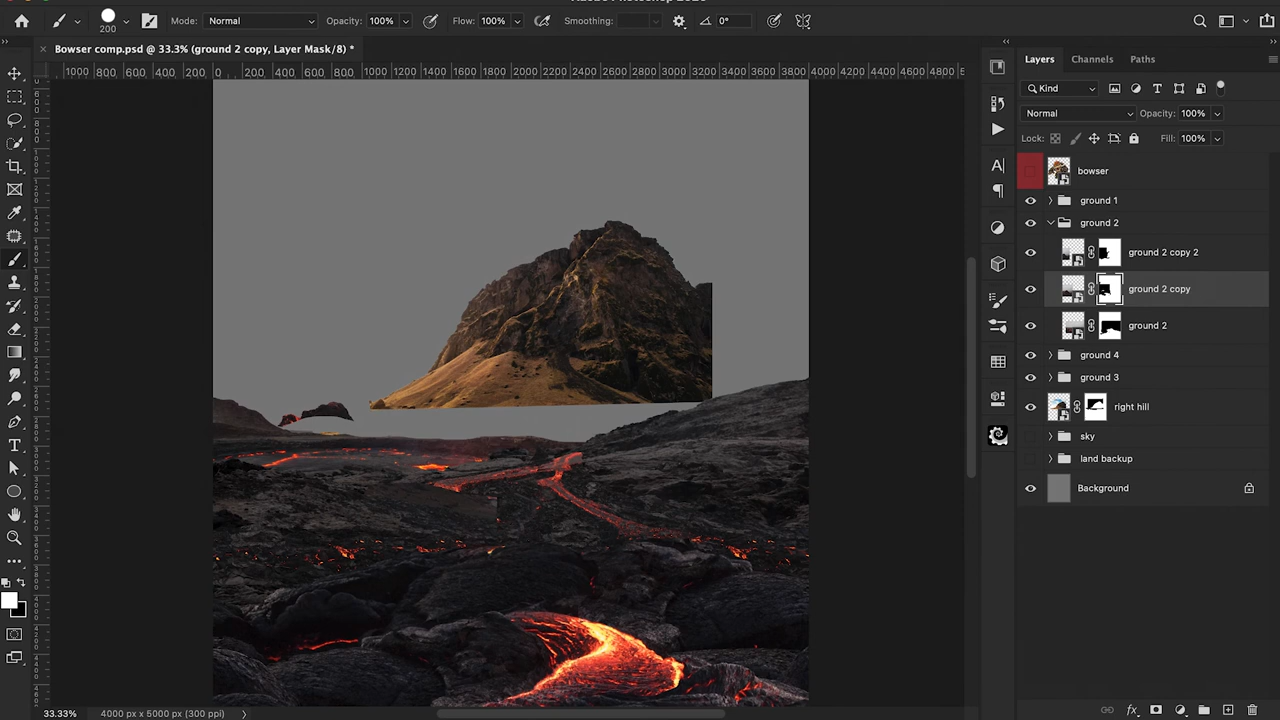 200
Mode: Normal
Opacity: 100%
Flow: 100%
Smoothing:
0°
Bowser comp.psd @ 33.3% (ground 2 copy, Layer Mask/8) *
1000 800 600 400 200 0 200 400 600 800 1000 1200 1400 1600 1800 2000 2200 2400 2600 2800 3000 3200 3400 3600 3800 4000 4200 4400 4600 4800
Layers Channels Paths
Kind
Normal
Opacity: 100%
Lock:
Fill: 100%
bowser
ground 1
ground 2
ground 2 copy 2
ground 2 copy
ground 2
ground 4
ground 3
right hill
sky
land backup
Background
33.33%
4000 px x 5000 px (300 ppi)